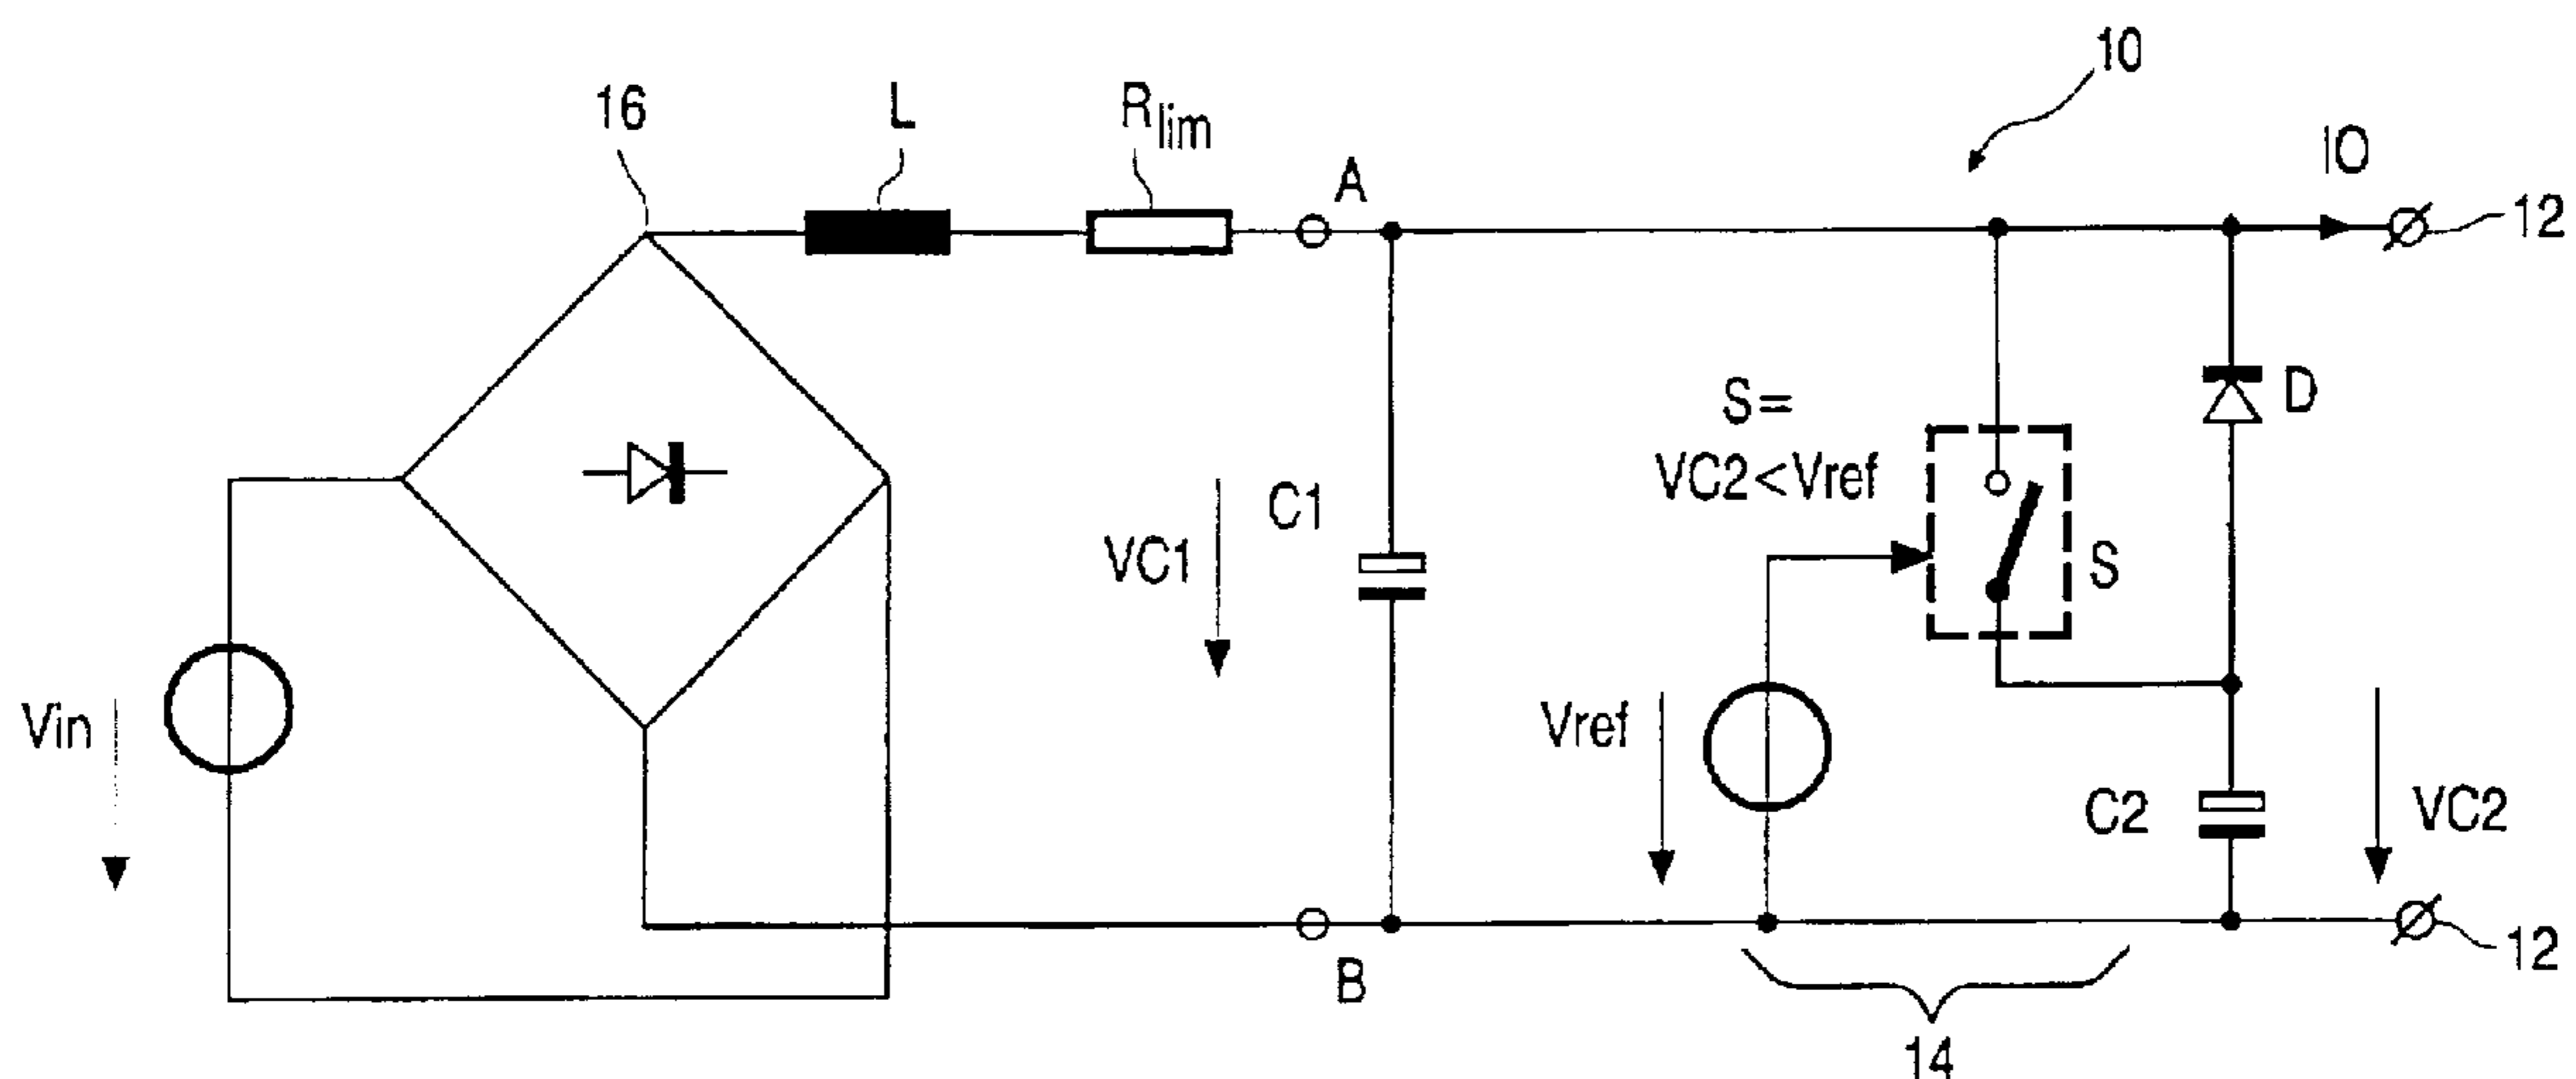 10
16
L
Rlim
A
IO
12
S=
VC2<Vref
D
C1
VC1
S
Vin
Vref
C2
VC2
B
12
14